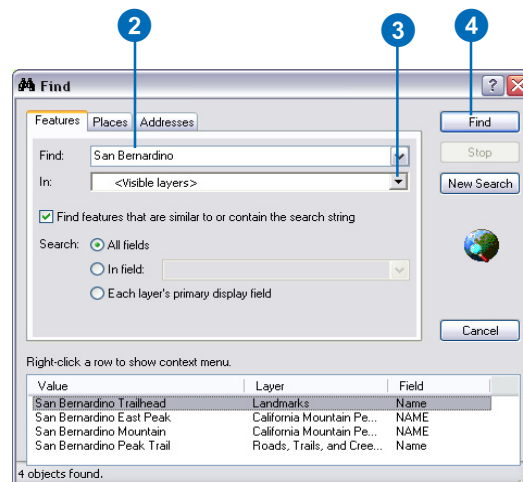 2
3
4
Find
Features Places Addresses
Find
Find: San Bernardino
Stop
In: <Visible layers>
New Search
Find features that are similar to or contain the search string
Search: All fields
In field:
Each layer's primary display field
Cancel
Right-click a row to show context menu.
Value Layer Field
San Bernardino Trailhead Landmarks Name
San Bernardino East Peak California Mountain Pe... NAME
San Bernardino Mountain California Mountain Pe... NAME
San Bernardino Peak Trail Roads, Trails, and Cree... Name
4 objects found.